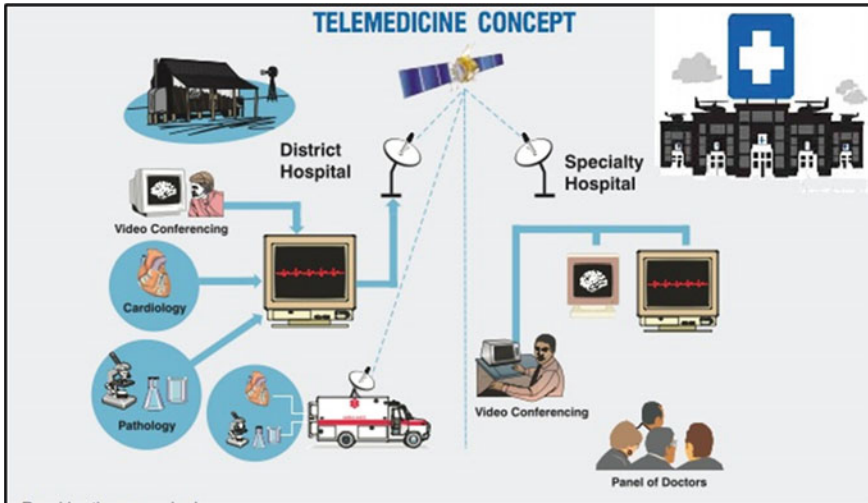 TELEMEDICINE CONCEPT
District
Hospital
Specialty
Hospital
Video Conferencing
Cardiology
Pathology
Video Conferencing
Panel of Doctors